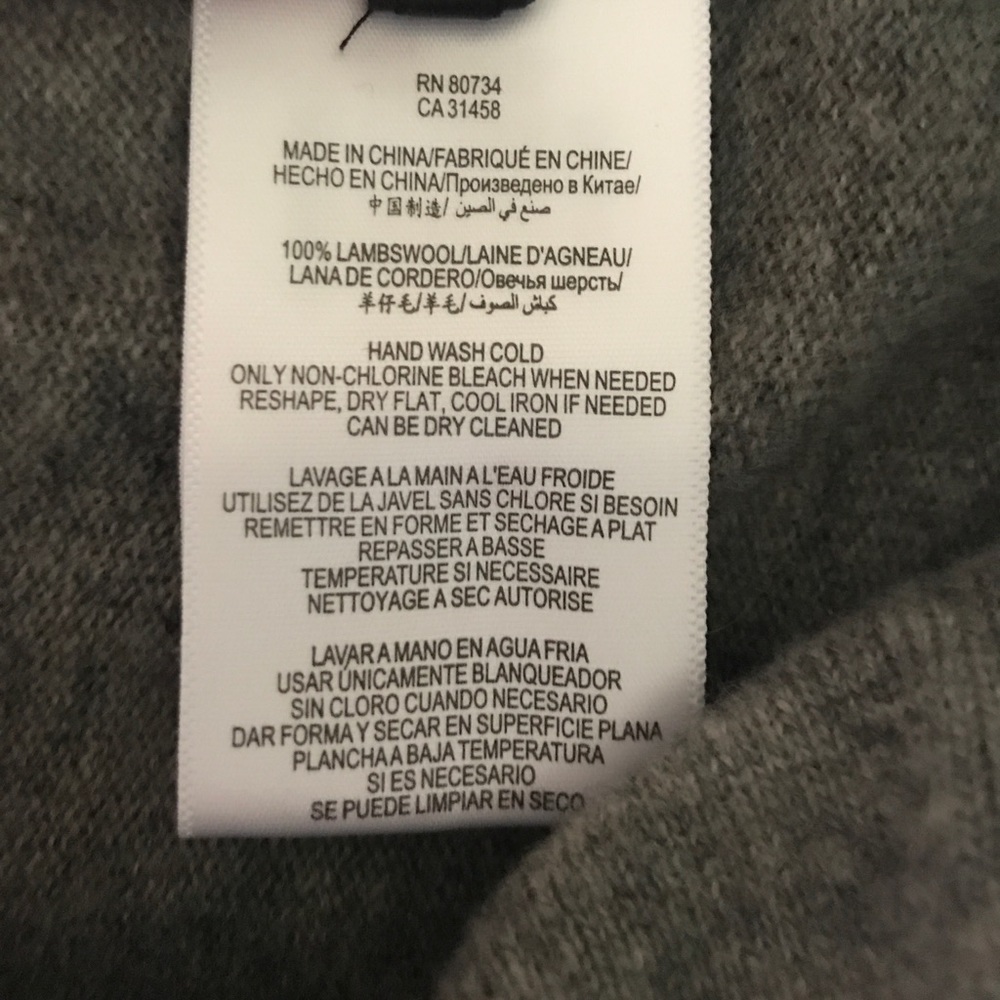 RN 80734
CA 31458
MADE IN CHINA/FABRIQUÉ EN CHINE/
HECHO EN CHINA/Произведено в Китае/
中国制造/ صنع في الصين
100% LAMBSWOOL/LAINE D'AGNEAU/
LANA DE CORDERO/Овечья шерсть/
羊仔毛/羊毛/ كباش الصوف
HAND WASH COLD
ONLY NON-CHLORINE BLEACH WHEN NEEDED
RESHAPE, DRY FLAT, COOL IRON IF NEEDED
CAN BE DRY CLEANED
LAVAGE A LA MAIN A L'EAU FROIDE
UTILISEZ DE LA JAVEL SANS CHLORE SI BESOIN
REMETTRE EN FORME ET SECHAGE A PLAT
REPASSER A BASSE
TEMPERATURE SI NECESSAIRE
NETTOYAGE A SEC AUTORISE
LAVAR A MANO EN AGUA FRIA
USAR ÚNICAMENTE BLANQUEADOR
SIN CLORO CUANDO NECESARIO
DAR FORMA Y SECAR EN SUPERFICIE PLANA
PLANCHA A BAJA TEMPERATURA
SI ES NECESARIO
SE PUEDE LIMPIAR EN SECO